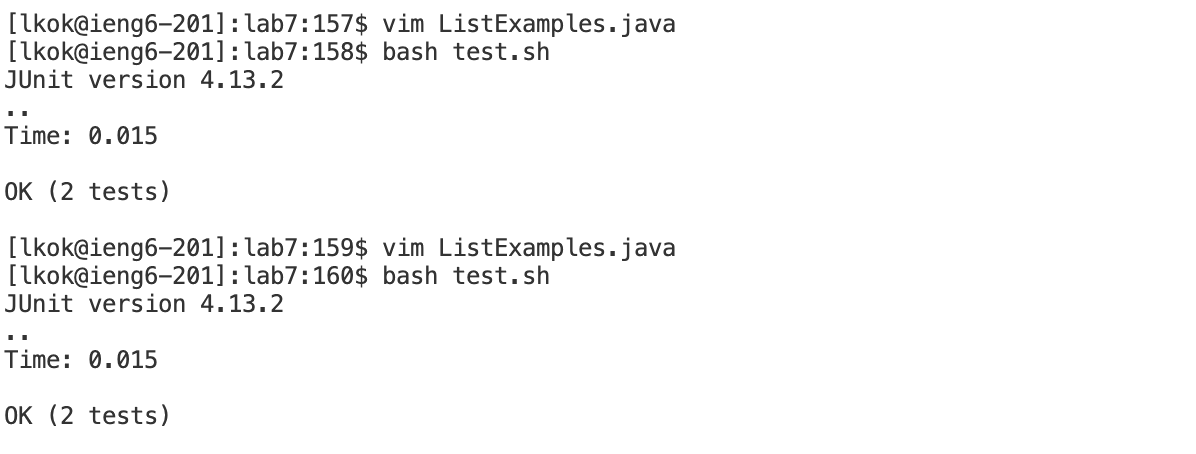 [lkok@ieng6-201]:lab7:157$ vim ListExamples.java
[lkok@ieng6-201]:lab7:158$ bash test.sh
JUnit version 4.13.2
..
Time: 0.015
OK (2 tests)
[lkok@ieng6-201]:lab7:159$ vim ListExamples.java
[lkok@ieng6-201]:lab7:160$ bash test.sh
JUnit version 4.13.2
..
Time: 0.015
OK (2 tests)